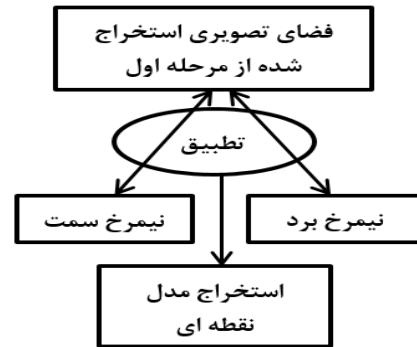 فضای تصویری استخراج
شده از مرحله اول
تطبیق
نیمرخ برد
نیمرخ سمت
استخراج مدل
نقطه ای